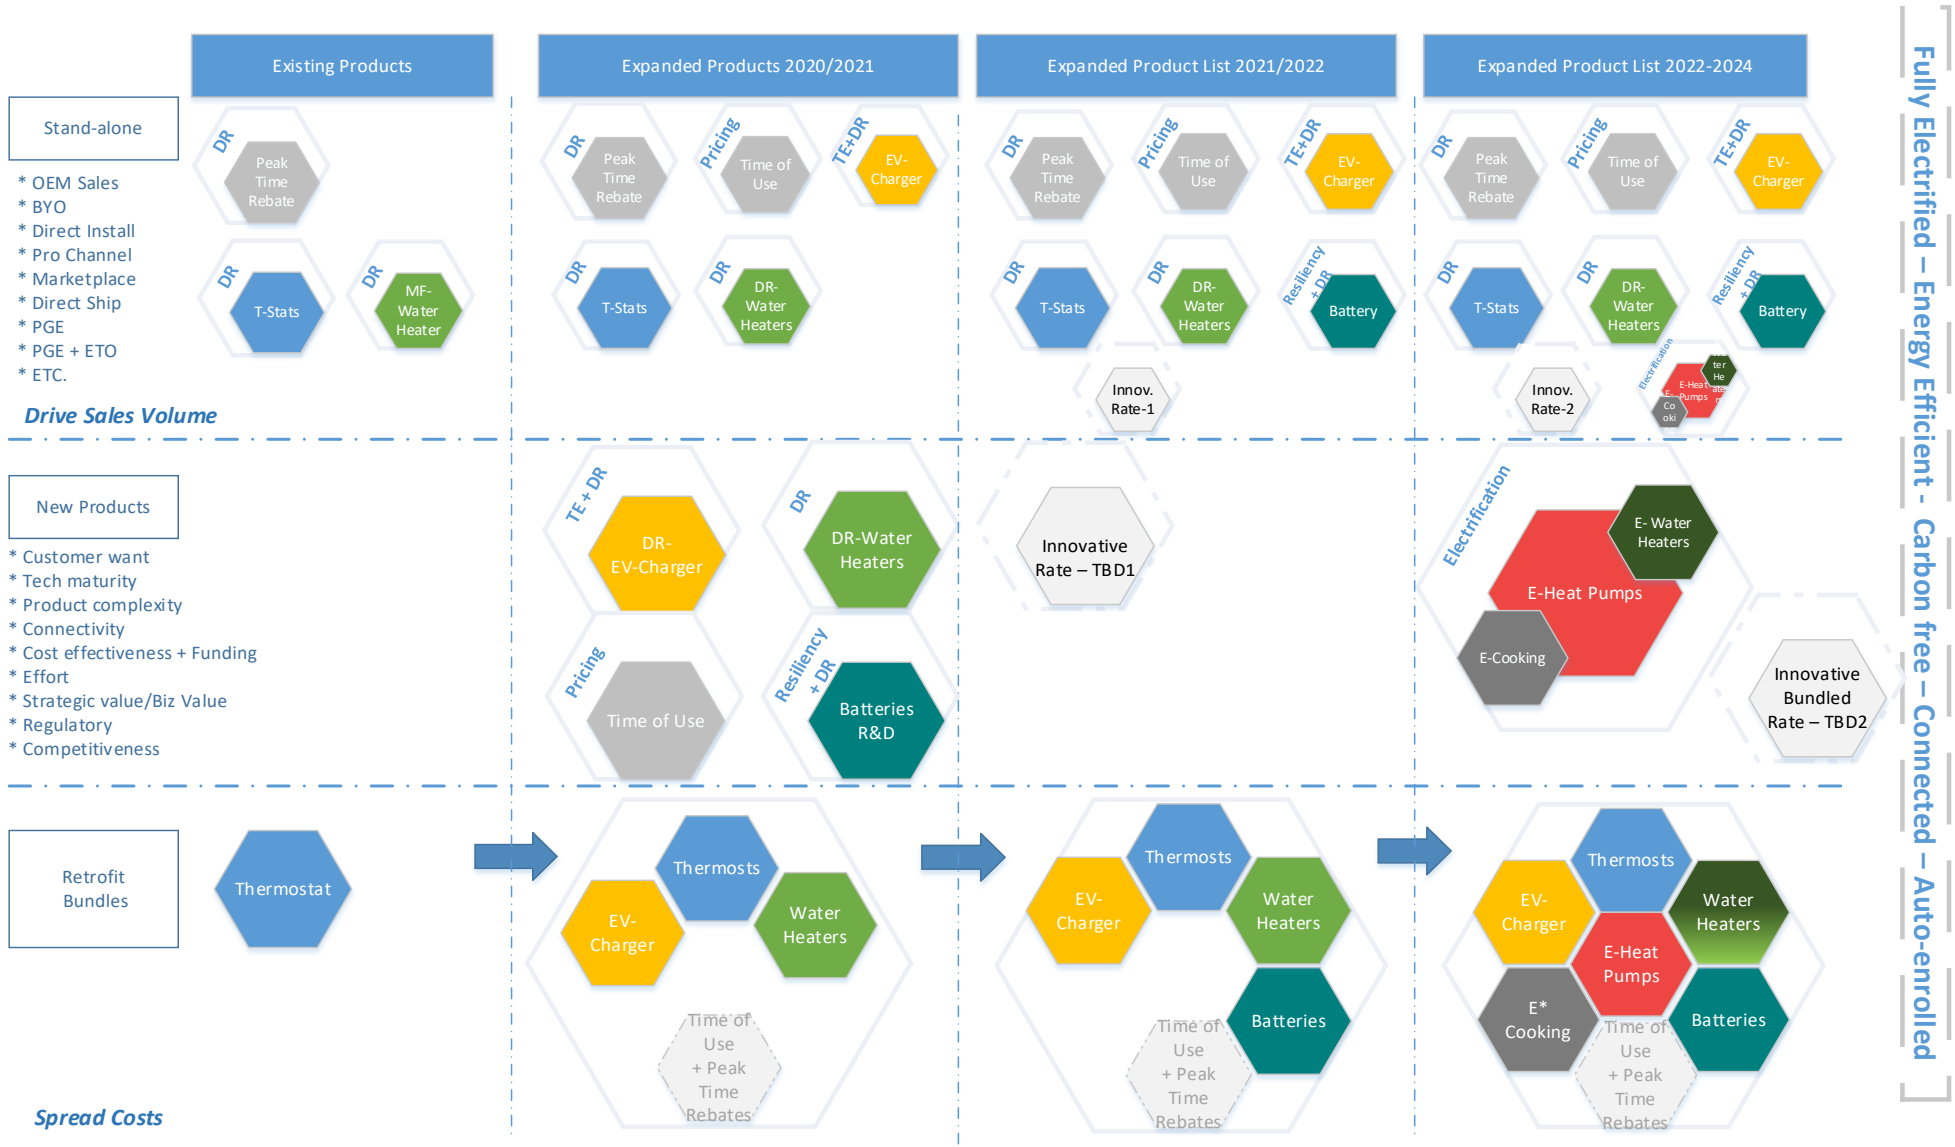 Existing Products
Expanded Products 2020/2021
Expanded Product List 2021/2022
Expanded Product List 2022-2024
Stand-alone
* OEM Sales
* BYO
* Direct Install
* Pro Channel
* Marketplace
* Direct Ship
* PGE
* PGE + ETO
* ETC.
Drive Sales Volume
DR
Peak
Time
Rebate
DR
T-Stats
DR
MF-
Water
Heater
DR
Peak
Time
Rebate
Pricing
Time of
Use
TE+DR
EV-
Charger
DR
T-Stats
DR
DR-
Water
Heaters
DR
Peak
Time
Rebate
Pricing
Time of
Use
TE+DR
EV-
Charger
DR
T-Stats
DR
DR-
Water
Heaters
Resiliency
+ DR
Battery
Innov.
Rate-1
DR
Peak
Time
Rebate
Pricing
Time of
Use
TE+DR
EV-
Charger
DR
T-Stats
DR
DR-
Water
Heaters
Resiliency
+ DR
Battery
Innov.
Rate-2
Electrification
E-Heat
Pumps
ter
He
Co
oki
New Products
* Customer want
* Tech maturity
* Product complexity
* Connectivity
* Cost effectiveness + Funding
* Effort
* Strategic value/Biz Value
* Regulatory
* Competitiveness
TE + DR
DR-
EV-Charger
DR
DR-Water
Heaters
Pricing
Time of Use
Resiliency
+ DR
Batteries
R&D
Innovative
Rate – TBD1
Electrification
E- Water
Heaters
E-Heat Pumps
E-Cooking
Innovative
Bundled
Rate – TBD2
Retrofit
Bundles
Spread Costs
Thermostat
Thermosts
EV-
Charger
Water
Heaters
Time of
Use
+ Peak
Time
Rebates
Thermosts
EV-
Charger
Water
Heaters
Batteries
Time of
Use
+ Peak
Time
Rebates
Thermosts
EV-
Charger
Water
Heaters
E-Heat
Pumps
E*
Cooking
Batteries
Time of
Use
+ Peak
Time
Rebates
Fully Electrified – Energy Efficient - Carbon free – Connected – Auto-enrolled